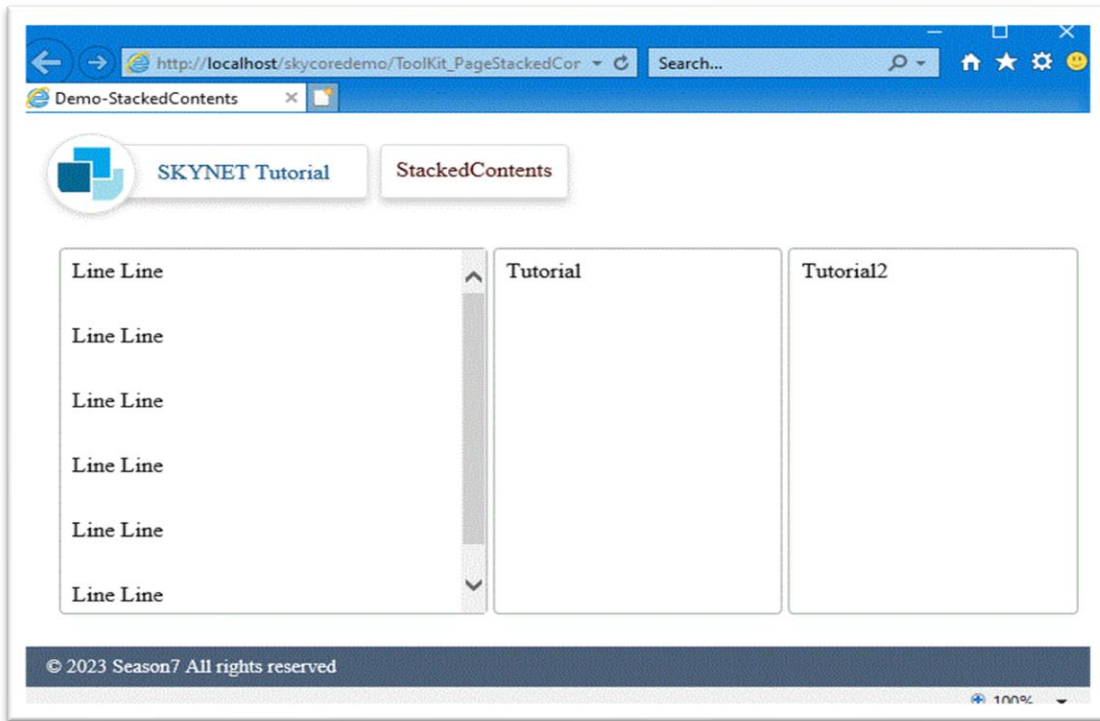 http://localhost/skycoredemo/ToolKit_PageStackedCor
Search...
Demo-StackedContents
SKYNET Tutorial
StackedContents
Line Line
Tutorial
Tutorial2
Line Line
Line Line
Line Line
Line Line
Line Line
© 2023 Season7 All rights reserved
100%